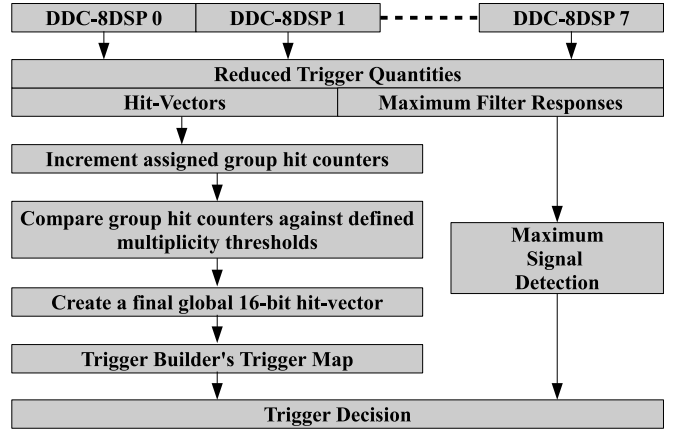 DDC-8DSP 0
DDC-8DSP 1
DDC-8DSP 7
Reduced Trigger Quantities
Hit-Vectors
Maximum Filter Responses
Increment assigned group hit counters
Compare group hit counters against defined
multiplicity thresholds
Create a final global 16-bit hit-vector
Trigger Builder's Trigger Map
Maximum
Signal
Detection
Trigger Decision